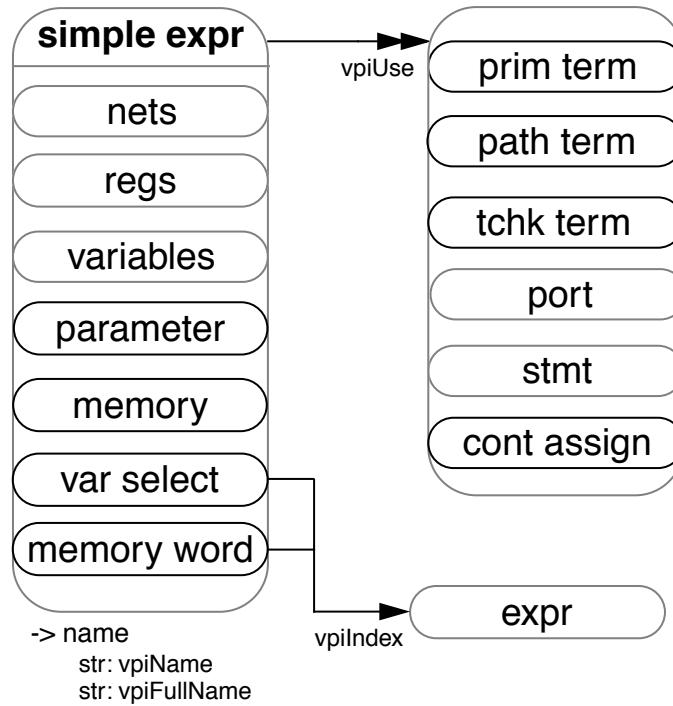 simple expr
nets
regs
variables
parameter
memory
var select
memory word
-> name
str: vpiName
str: vpiFullName
vpiUse
prim term
path term
tchk term
port
stmt
cont assign
vpiIndex
expr